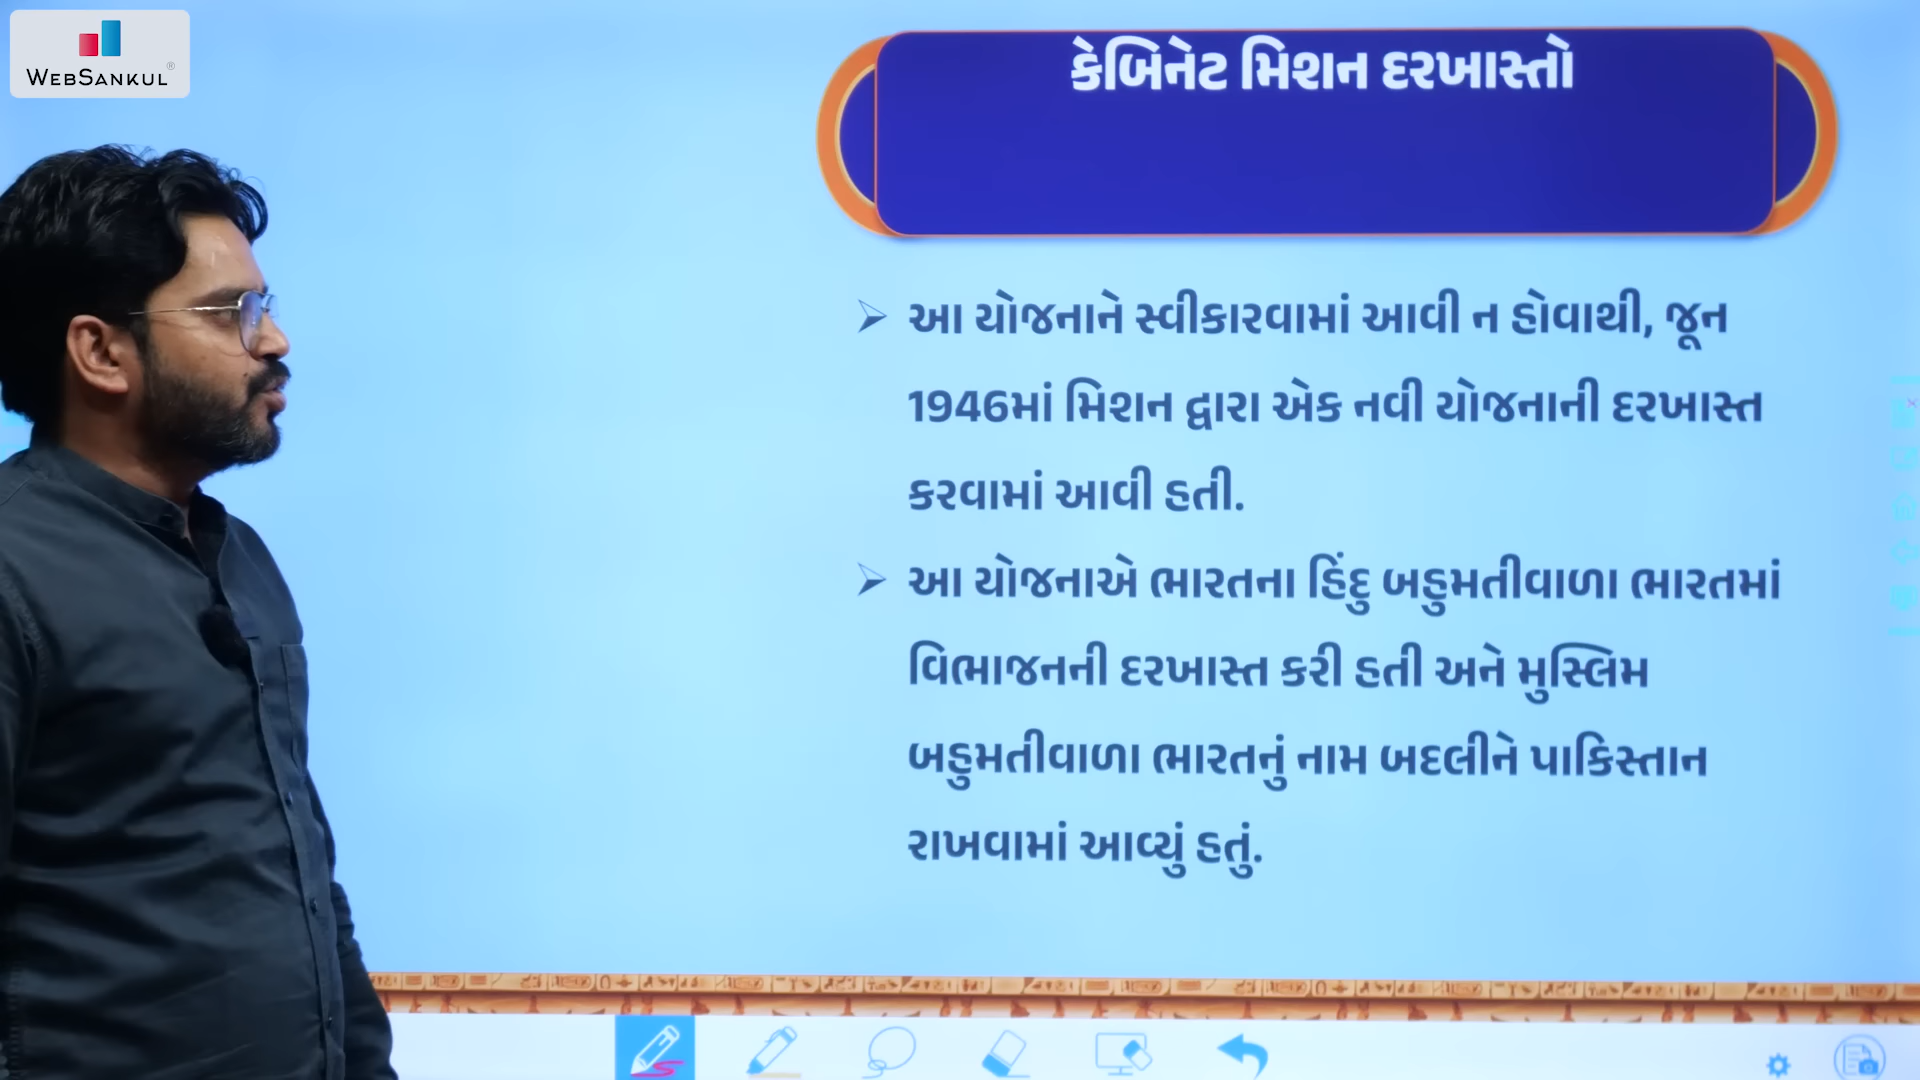 WEBSANKUL®
કેબિનેટ મિશન દરખાસ્તો
આ યોજનાને સ્વીકારવામાં આવી ન હોવાથી, જૂન
1946માં મિશન દ્વારા એક નવી યોજનાની દરખાસ્ત
કરવામાં આવી હતી.
આ યોજનાએ ભારતના હિંદુ બહુમતીવાળા ભારતમાં
વિભાજનની દરખાસ્ત કરી હતી અને મુસ્લિમ
બહુમતીવાળા ભારતનું નામ બદલીને પાકિસ્તાન
રાખવામાં આવ્યું હતું.